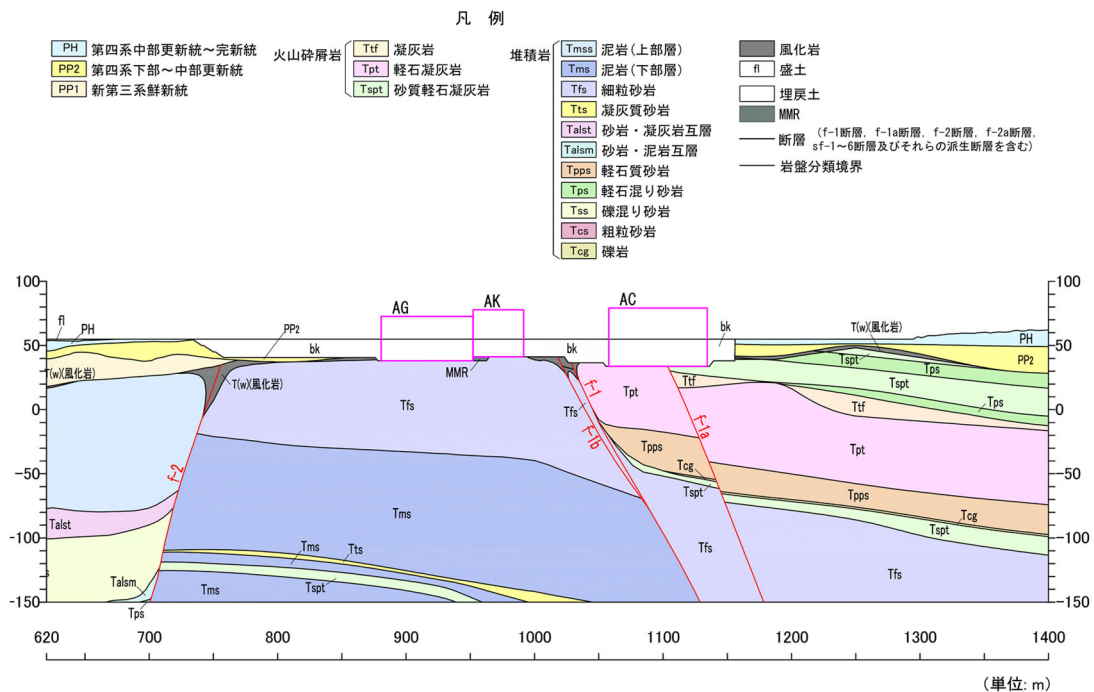 凡 例
PH 第四系中部更新統～完新統
PP2 第四系下部～中部更新統
PP1 新第三系鮮新統
火山砕屑岩
Ttf 凝灰岩
Tpt 軽石凝灰岩
Tspt 砂質軽石凝灰岩
堆積岩
Tmss 泥岩(上部層)
Tms 泥岩(下部層)
Tfs 細粒砂岩
Tts 凝灰質砂岩
Talst 砂岩・凝灰岩互層
Talsm 砂岩・泥岩互層
Tpps 軽石質砂岩
Tps 軽石混り砂岩
Tss 礫混り砂岩
Tcs 粗粒砂岩
Tcg 礫岩
風化岩
fl 盛土
埋戻土
MMR
断層 (f-1断層, f-1a断層, f-2断層, f-2a断層,
sf-1～6断層及びそれらの派生断層を含む)
岩盤分類境界
100
50
0
-50
-100
-150
fl
PH
T(w)(風化岩)
PP2
T(w)(風化岩)
bk
AG
AK
AC
MMR
bk
bk
T(w)(風化岩)
PH
PP2
Tspt
Tps
Tspt
Tps
Ttf
Ttf
Tpt
Tpt
Tfs
Tfs
f-1
f-1b
f-1a
f-2
Tpps
Tcg
Tspt
Tpps
Tcg
Tspt
Tms
Tfs
Tfs
Talst
s
Talsm
Tps
Tms
Tts
Tspt
Tms
100
50
0
-50
-100
-150
620 700 800 900 1000 1100 1200 1300 1400
(単位: m)